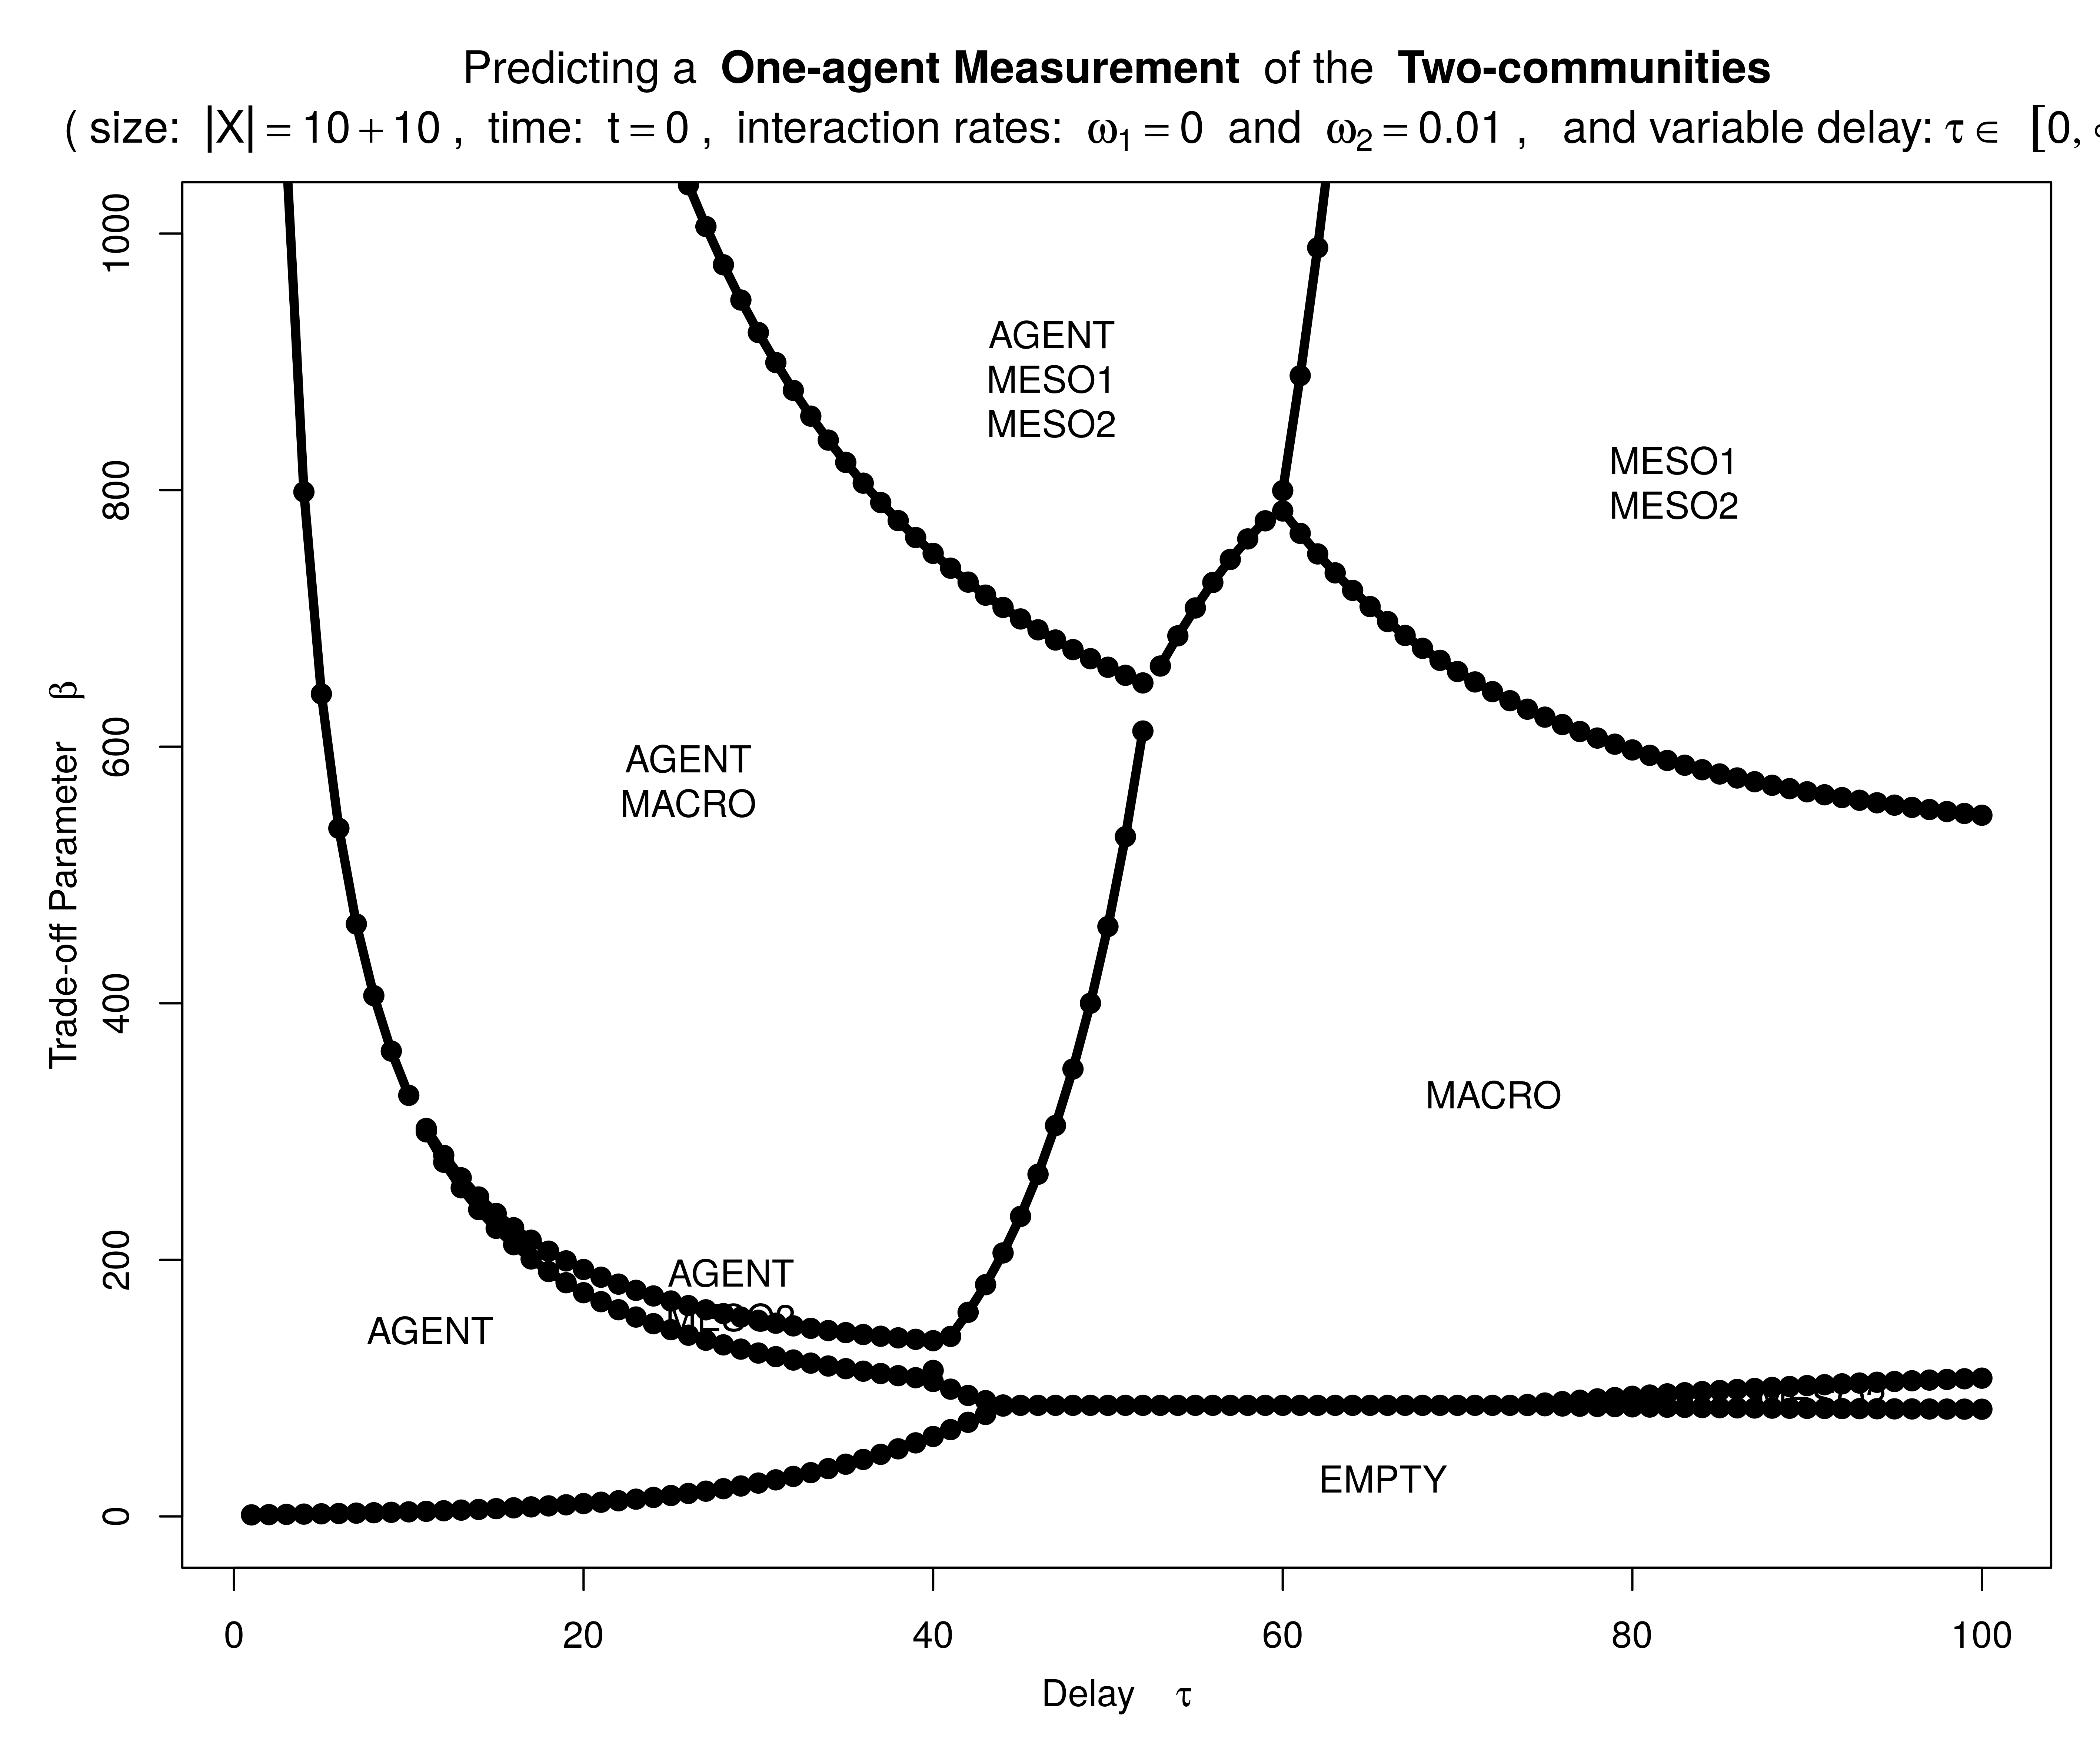 Predicting a One-agent Measurement of the Two-communities
( size: |X| = 10 + 10 , time: t = 0 , interaction rates: ω1 = 0 and ω2 = 0.01 , and variable delay: τ ∈ [0,
1000
800
600
400
200
0
Trade-off Parameter β
AGENT
MESO1
MESO2
MESO1
MESO2
AGENT
MACRO
MACRO
AGENT
AGENT
EMPTY
0 20 40 60 80 100
Delay τ